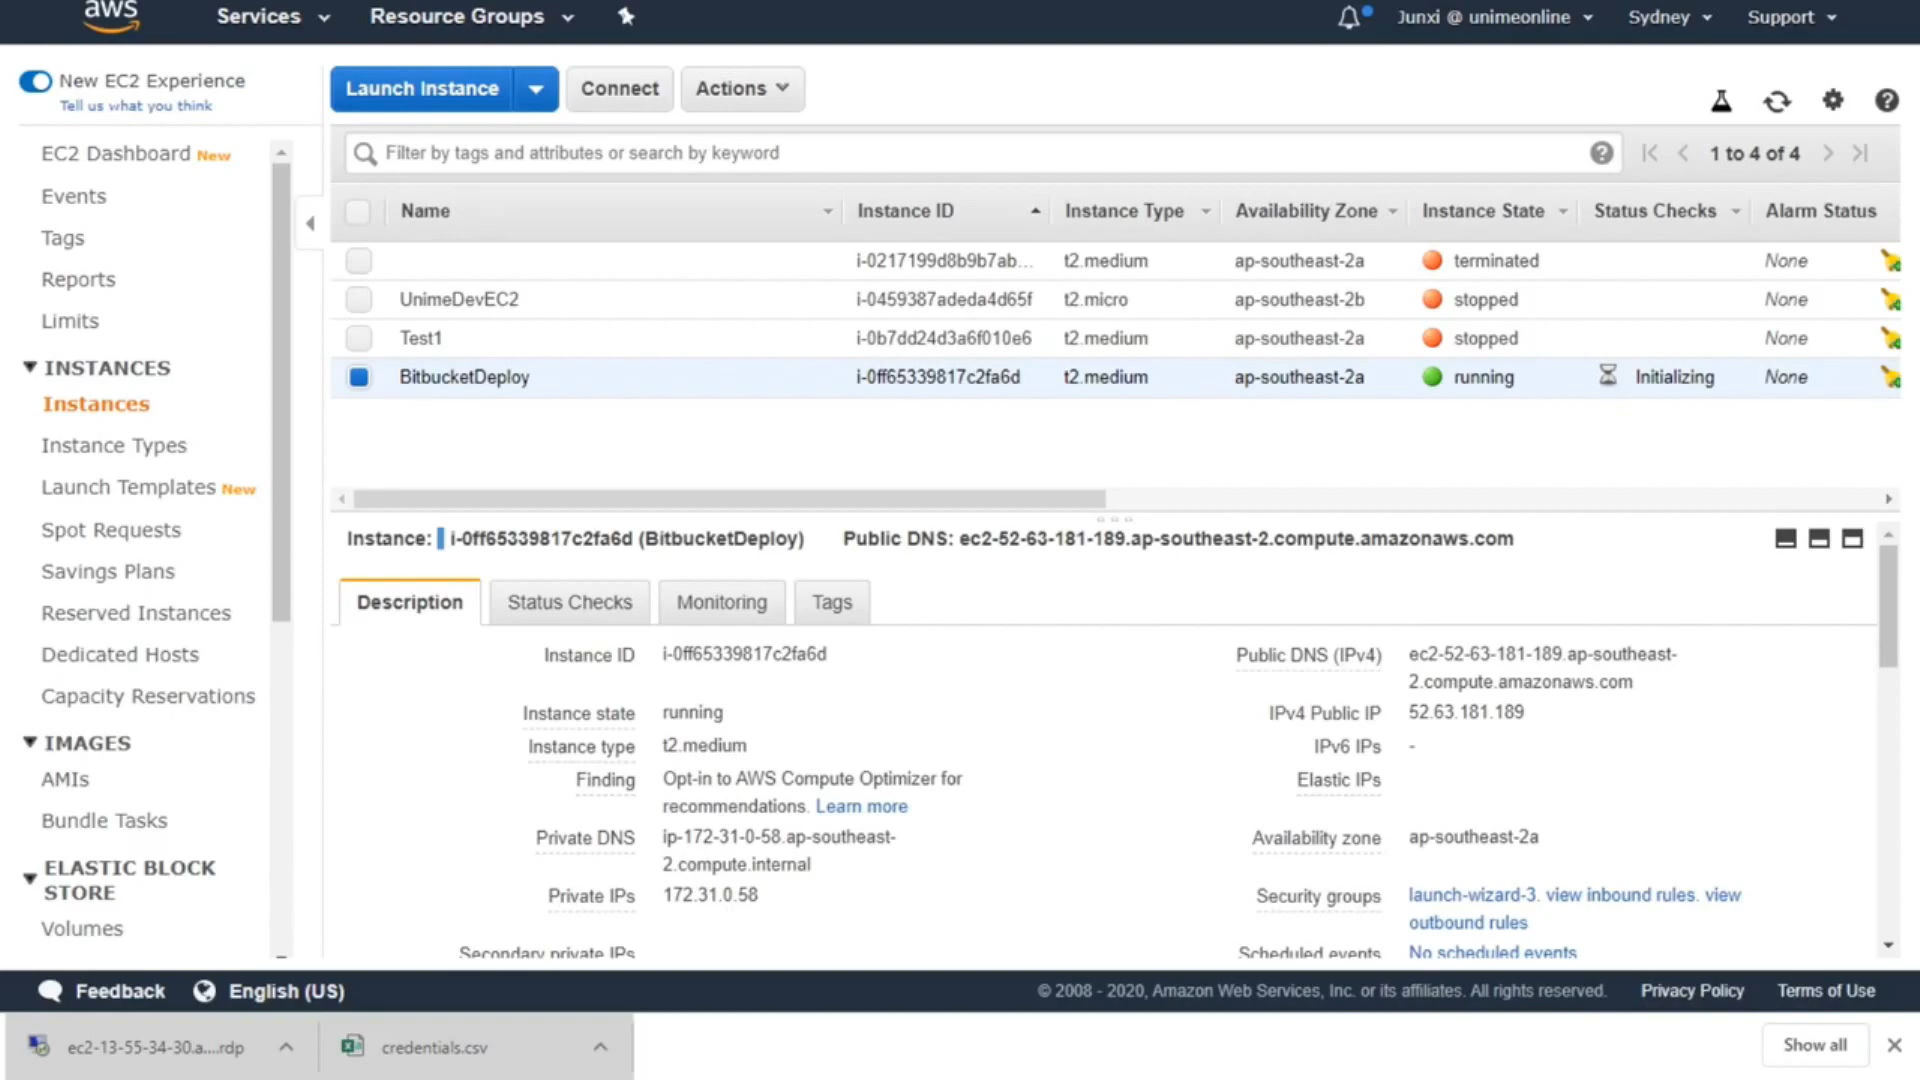 aws Services Resource Groups Junxi @ unimeonline Sydney Support
New EC2 Experience
Tell us what you think
EC2 Dashboard New
Events
Tags
Reports
Limits
INSTANCES
Instances
Instance Types
Launch Templates New
Spot Requests
Savings Plans
Reserved Instances
Dedicated Hosts
Capacity Reservations
IMAGES
AMIs
Bundle Tasks
ELASTIC BLOCK
STORE
Volumes
Launch Instance Connect Actions
Filter by tags and attributes or search by keyword 1 to 4 of 4
Name Instance ID Instance Type Availability Zone Instance State Status Checks Alarm Status
i-0217199d8b9b7ab... t2.medium ap-southeast-2a terminated None
UnimeDevEC2 i-0459387adeda4d65f t2.micro ap-southeast-2b stopped None
Test1 i-0b7dd24d3a6f010e6 t2.medium ap-southeast-2a stopped None
BitbucketDeploy i-0ff65339817c2fa6d t2.medium ap-southeast-2a running Initializing None
Instance: i-0ff65339817c2fa6d (BitbucketDeploy) Public DNS: ec2-52-63-181-189.ap-southeast-2.compute.amazonaws.com
Description Status Checks Monitoring Tags
Instance ID i-0ff65339817c2fa6d
Instance state running
Instance type t2.medium
Finding Opt-in to AWS Compute Optimizer for
recommendations. Learn more
Private DNS ip-172-31-0-58.ap-southeast-
2.compute.internal
Private IPs 172.31.0.58
Secondary private IPs
Public DNS (IPv4) ec2-52-63-181-189.ap-southeast-
2.compute.amazonaws.com
IPv4 Public IP 52.63.181.189
IPv6 IPs -
Elastic IPs
Availability zone ap-southeast-2a
Security groups launch-wizard-3. view inbound rules. view
outbound rules
Scheduled events No scheduled events
Feedback English (US) © 2008 - 2020, Amazon Web Services, Inc. or its affiliates. All rights reserved. Privacy Policy Terms of Use
ec2-13-55-34-30.a....rdp credentials.csv Show all